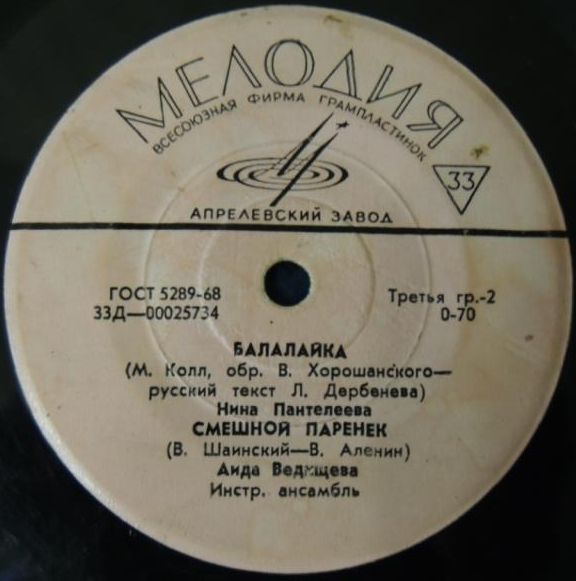 МЕЛОДИЯ
ВСЕСОЮЗНАЯ ФИРМА ГРАМПЛАСТИНОК
33
АПРЕЛЕВСКИЙ ЗАВОД
ГОСТ 5289-68
Третья гр.-2
33Д—00025734
0-70
БАЛАЛАЙКА
(М. Колл, обр. В. Хорошанского—
русский текст Л. Дербенева)
Нина Пантелеева
СМЕШНОЙ ПАРЕНЕК
(В. Шаинский—В. Аленин)
Аида Ведищева
Инстр. ансамбль